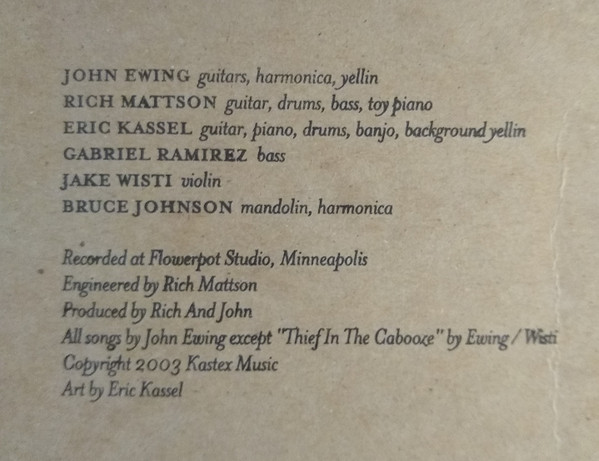 JOHN EWING guitars, harmonica, yellin
RICH MATTSON guitar, drums, bass, toy piano
ERIC KASSEL guitar, piano, drums, banjo, background yellin
GABRIEL RAMIREZ bass
JAKE WISTI violin
BRUCE JOHNSON mandolin, harmonica
Recorded at Flowerpot Studio, Minneapolis
Engineered by Rich Mattson
Produced by Rich And John
All songs by John Ewing except "Thief In The Cabooze" by Ewing / Wisti
Copyright 2003 Kastex Music
Art by Eric Kassel